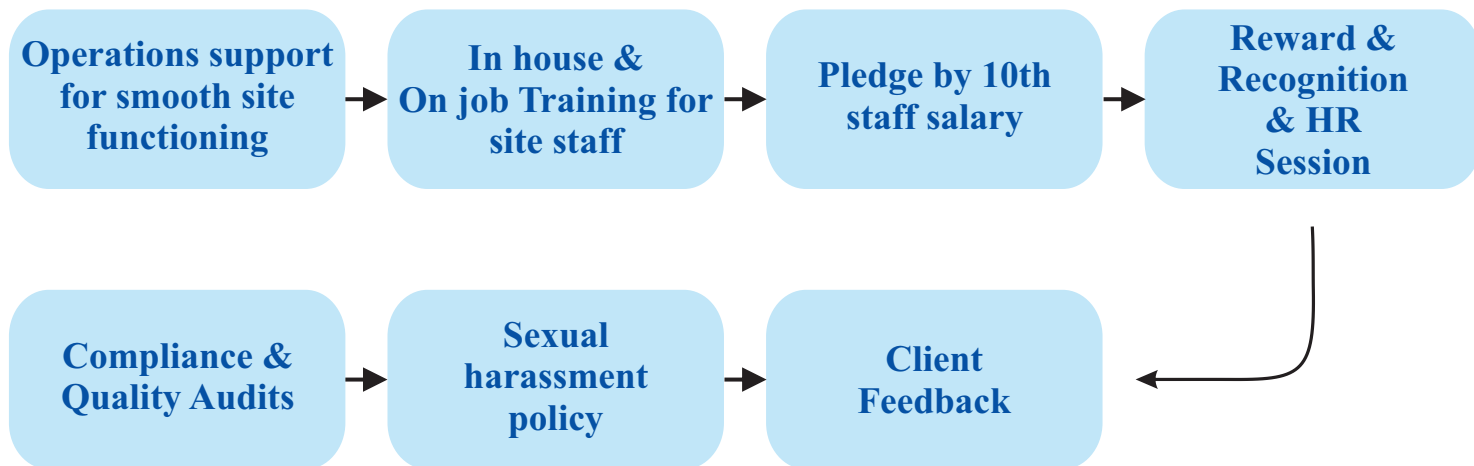 Operations support
for smooth site
functioning
In house &
On job Training for
site staff
Pledge by 10th
staff salary
Reward &
Recognition
& HR
Session
Compliance &
Quality Audits
Sexual
harassment
policy
Client
Feedback